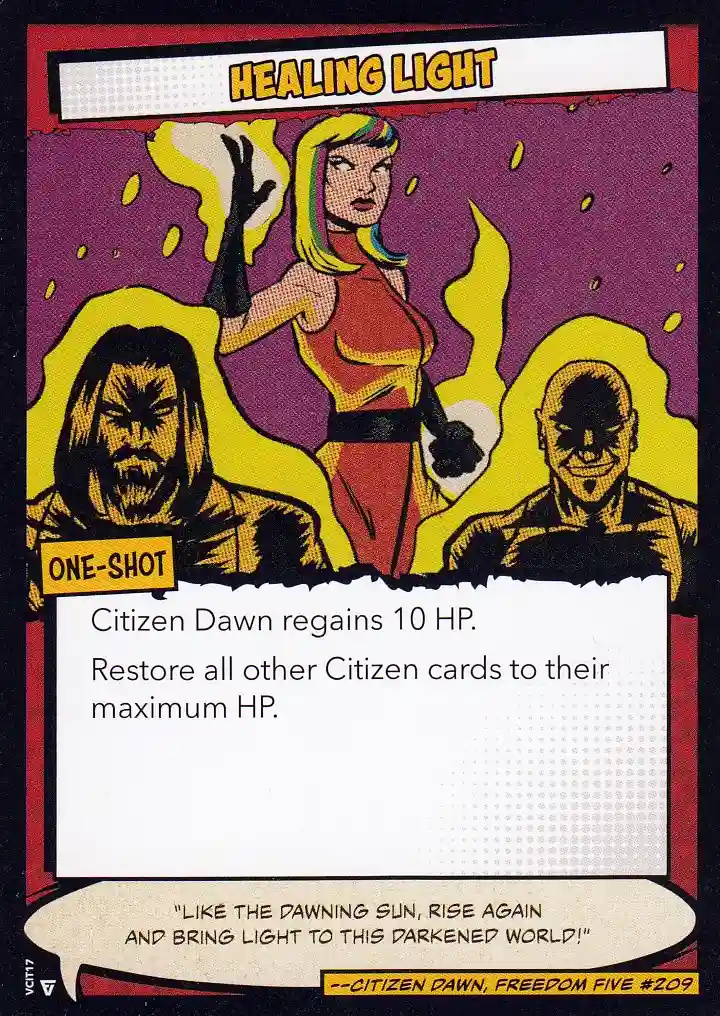 HEALING LIGHT
ONE-SHOT
Citizen Dawn regains 10 HP.
Restore all other Citizen cards to their
maximum HP.
"LIKE THE DAWNING SUN, RISE AGAIN
AND BRING LIGHT TO THIS DARKENED WORLD!"
--CITIZEN DAWN, FREEDOM FIVE #209
VCIT17